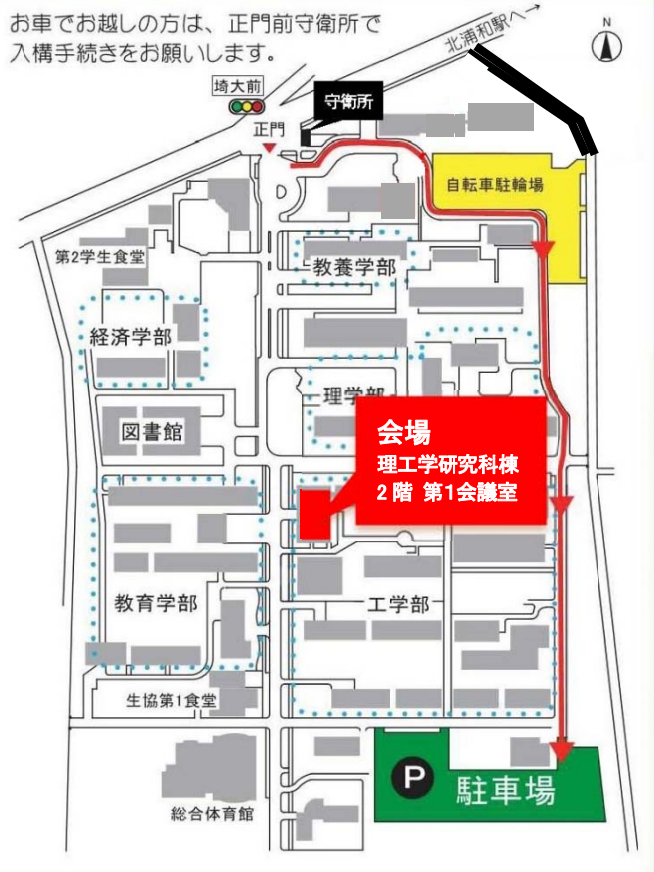 お車でお越しの方は、正門前守衛所で
入構手続きをお願いします。
北浦和駅へ
N
埼大前
守衛所
正門
自転車駐輪場
第2学生食堂
教養学部
経済学部
理学部
図書館
会場
理工学研究科棟
2階 第1会議室
教育学部
工学部
生協第1食堂
P
駐車場
総合体育館